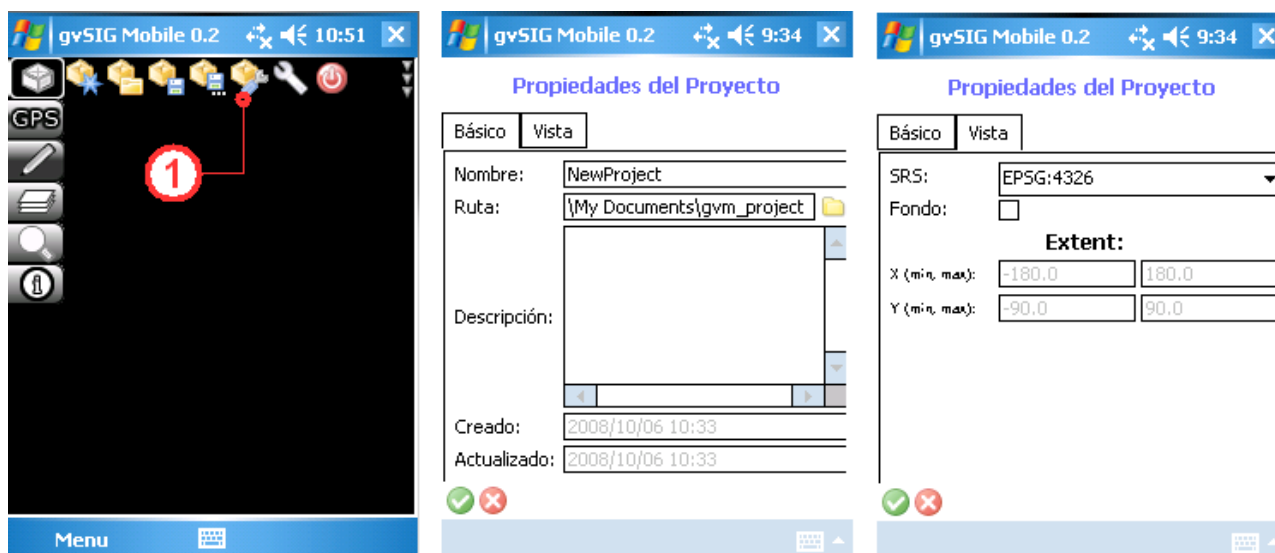 gvSIG Mobile 0.2 10:51
GPS
1
Menu
gvSIG Mobile 0.2 9:34
Propiedades del Proyecto
Básico Vista
Nombre: NewProject
Ruta: \My Documents\gvm_project
Descripción:
Creado: 2008/10/06 10:33
Actualizado: 2008/10/06 10:33
gvSIG Mobile 0.2 9:34
Propiedades del Proyecto
Básico Vista
SRS: EPSG:4326
Fondo:
Extent:
X (min, max): -180.0 180.0
Y (min, max): -90.0 90.0